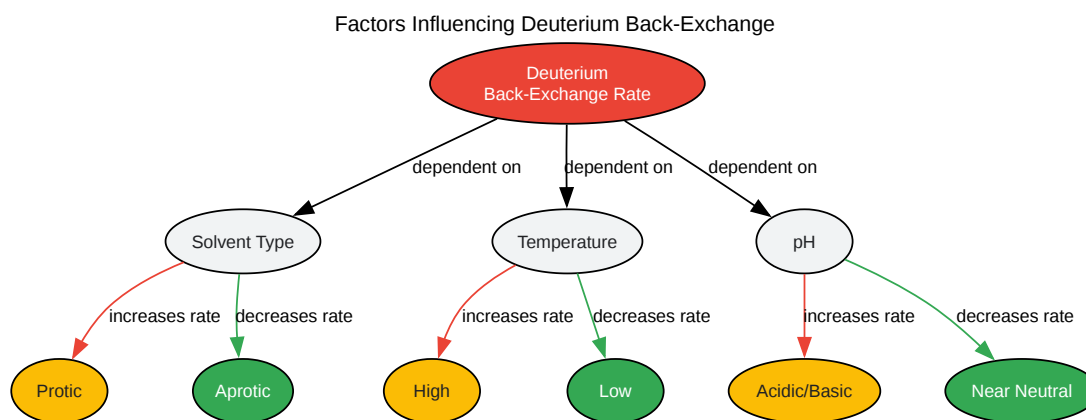 Factors Influencing Deuterium Back-Exchange
Deuterium
Back-Exchange Rate
dependent on
dependent on
dependent on
Solvent Type
Temperature
pH
increases rate
decreases rate
increases rate
decreases rate
increases rate
decreases rate
Protic
Aprotic
High
Low
Acidic/Basic
Near Neutral